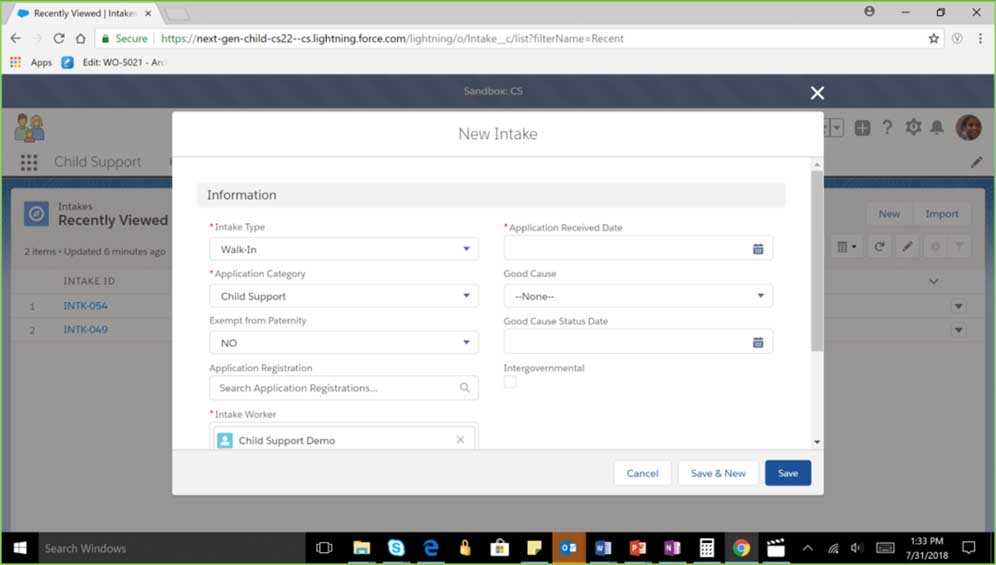 Recently Viewed | Intakes
Secure https://next-gen-child-cs22--cs.lightning.force.com/lightning/o/Intake__c/list?filterName=Recent
Apps Edit: WO-5021 - Arc
Sandbox: CS
New Intake
Child Support
Information
Intakes
Recently Viewed
New Import
2 items • Updated 6 minutes ago
INTAKE ID
1 INTK-054
2 INTK-049
*Intake Type *Application Received Date
Walk-In
*Application Category Good Cause
Child Support --None--
Exempt from Paternity Good Cause Status Date
NO
Application Registration Intergovernmental
Search Application Registrations...
*Intake Worker
Child Support Demo
Cancel Save & New Save
Search Windows
1:33 PM
7/31/2018